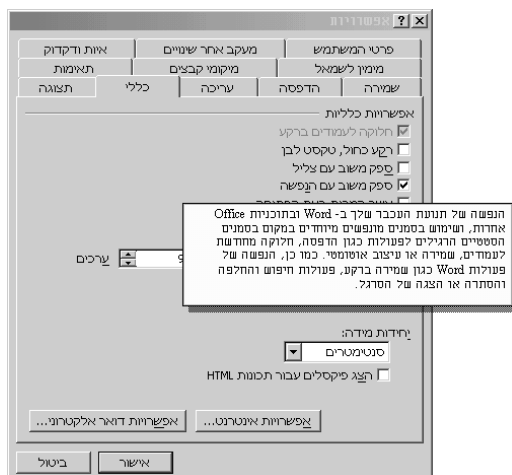 אפשרויות
פרטי המשתמש
מעקב אחר שינויים
איות ודקדוק
מימין לשמאל
מיקומי קבצים
תאימות
שמירה
הדפסה
עריכה
כללי
תצוגה
אפשרויות כלליות
חלוקה לעמודים ברקע
רקע כחול, טקסט לבן
ספק משוב עם צליל
ספק משוב עם הנפשה
הנפשה של תנועת העכבר שלך ב- Word ובתוכניות Office
אחרות, ושימוש בסמנים מונפשים מיוחדים במקום בסמנים
הסטטיים הרגילים לפעולות כגון הדפסה, חלוקה מחדשת
לעמודים, שמירה או עיצוב אוטומטי. כמו כן, הנפשה של
פעולות Word כגון שמירה ברקע, פעולות חיפוש והחלפה
והסתרה או הצגה של הסרגל.
9 ערכים
יחידות מידה:
סנטימטרים
הצג פיקסלים עבור תכונות HTML
אפשרויות אינטרנט...
אפשרויות דואר אלקטרוני...
אישור
ביטול